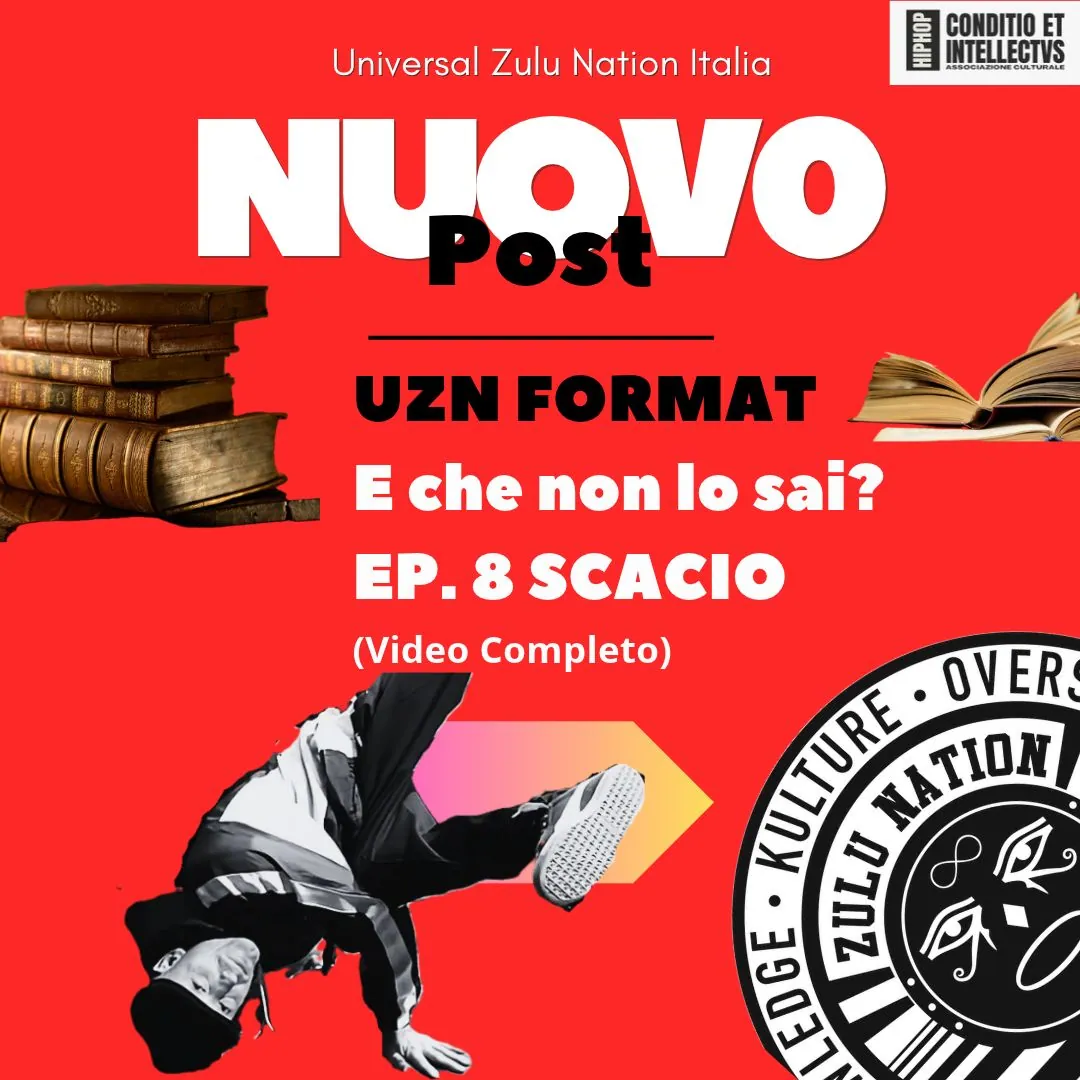 Universal Zulu Nation Italia
HIPHOP
CONDITIO ET
INTELLECTVS
ASSOCIAZIONE CULTURALE
NUOVO
Post
UZN FORMAT
E che non lo sai?
EP. 8 SCACIO
(Video Completo)
KULTURE • OVERS
ZULU NATION
LEDGE